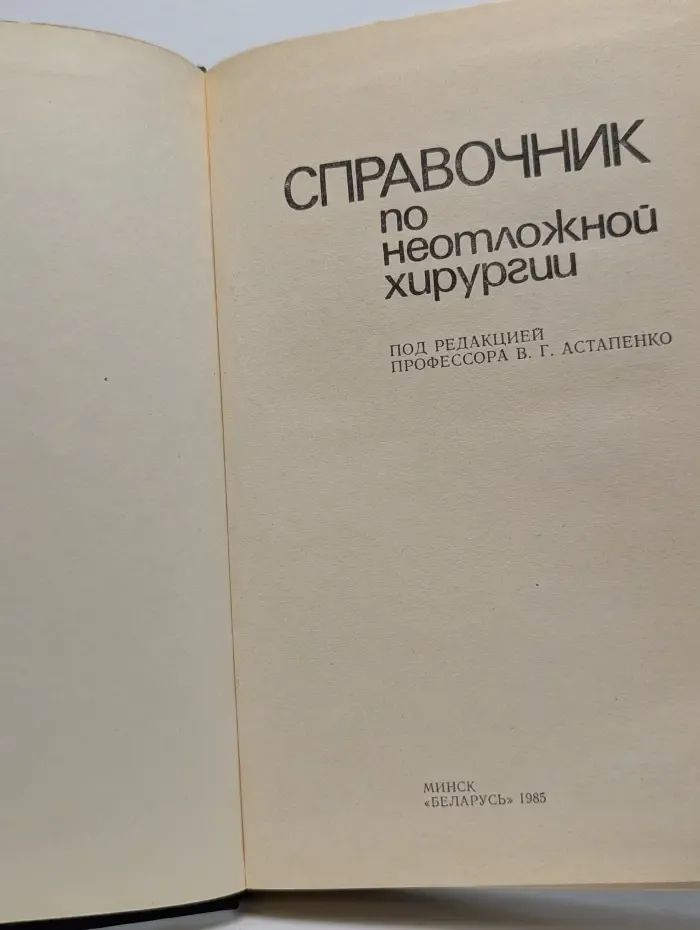 СПРАВОЧНИК
по
неотложной
хирургии
ПОД РЕДАКЦИЕЙ
ПРОФЕССОРА В. Г. АСТАПЕНКО
МИНСК
«БЕЛАРУСЬ» 1985